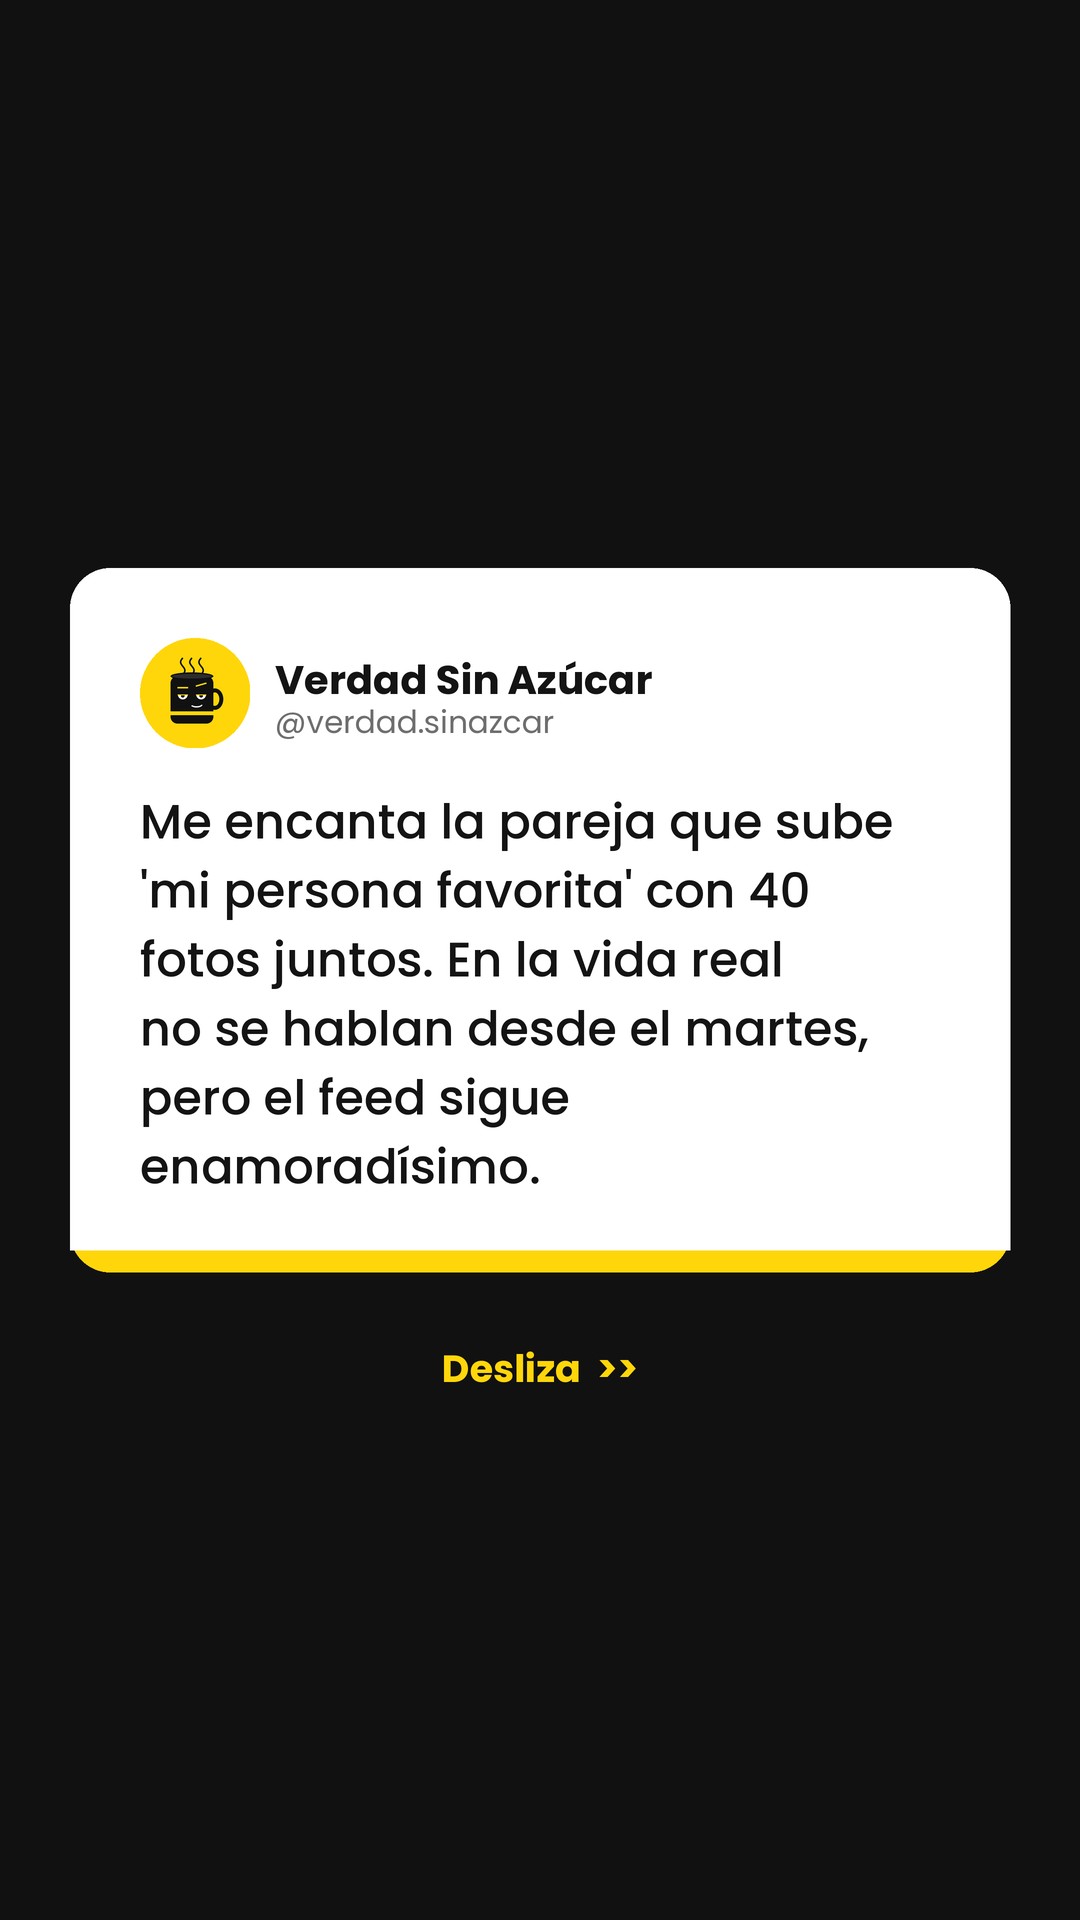 Verdad Sin Azúcar
@verdad.sinazcar
Me encanta la pareja que sube
'mi persona favorita' con 40
fotos juntos. En la vida real
no se hablan desde el martes,
pero el feed sigue
enamoradísimo.
Desliza >>